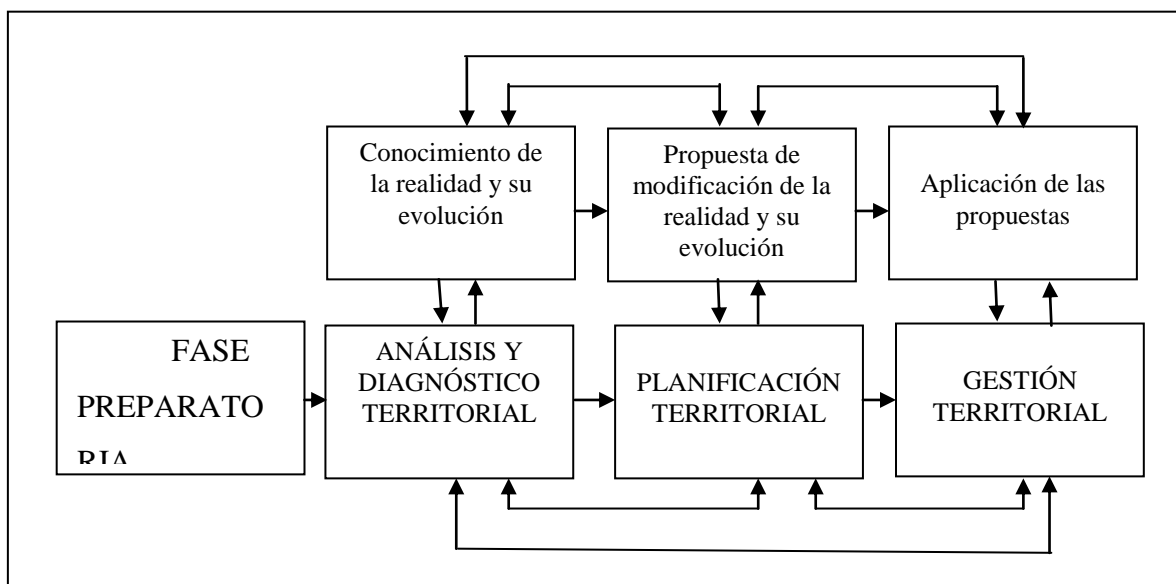 Conocimiento de
la realidad y su
evolución
Propuesta de
modificación de la
realidad y su
evolución
Aplicación de las
propuestas
FASE
PREPARATO
RIA
ANÁLISIS Y
DIAGNÓSTICO
TERRITORIAL
PLANIFICACIÓN
TERRITORIAL
GESTIÓN
TERRITORIAL